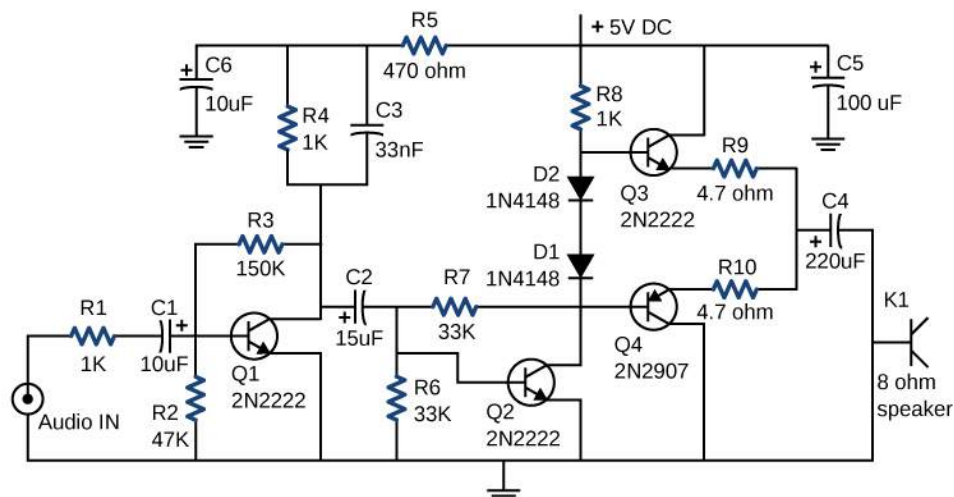 R5
470 ohm
+ 5V DC
+
C6
10uF
R4
1K
C3
33nF
R8
1K
+
C5
100 uF
R9
4.7 ohm
Q3
2N2222
D2
1N4148
C4
+
220uF
R3
150K
D1
1N4148
R10
4.7 ohm
R1
1K
C1
+
10uF
C2
+
15uF
R7
33K
Q4
2N2907
K1
8 ohm
speaker
Q1
2N2222
R2
47K
R6
33K
Q2
2N2222
Audio IN